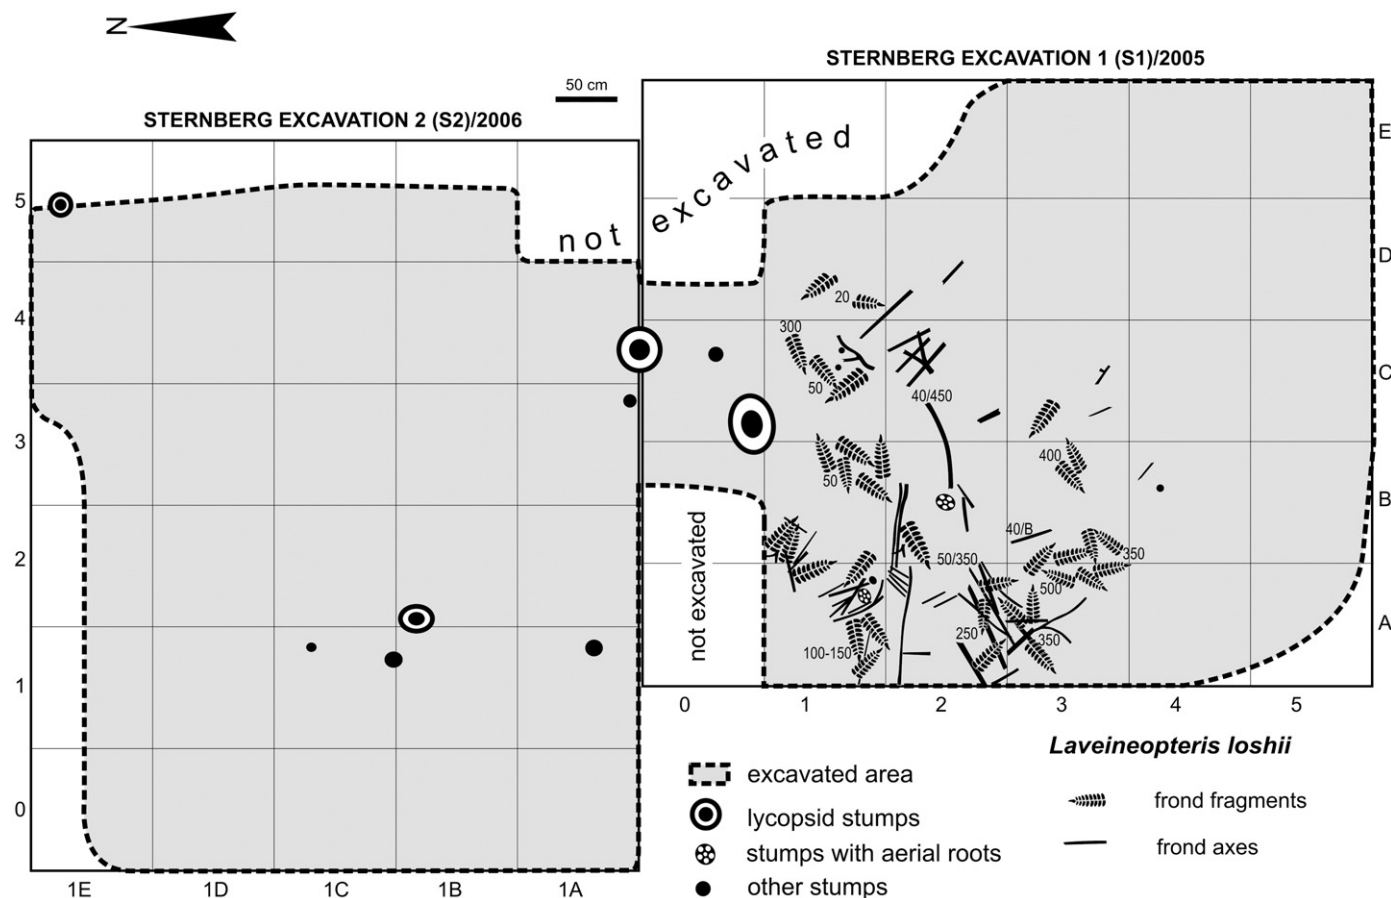 N
STERNBERG EXCAVATION 1 (S1)/2005
50 cm
STERNBERG EXCAVATION 2 (S2)/2006
not excavated
E
D
C
B
A
5
4
3
2
1
0
20
300
50
40/450
400
50
40/B
50/350
350
500
250
350
100-150
not excavated
0 1 2 3 4 5
1E 1D 1C 1B 1A
excavated area
lycopsid stumps
stumps with aerial roots
other stumps
Laveineopteris loshii
frond fragments
frond axes